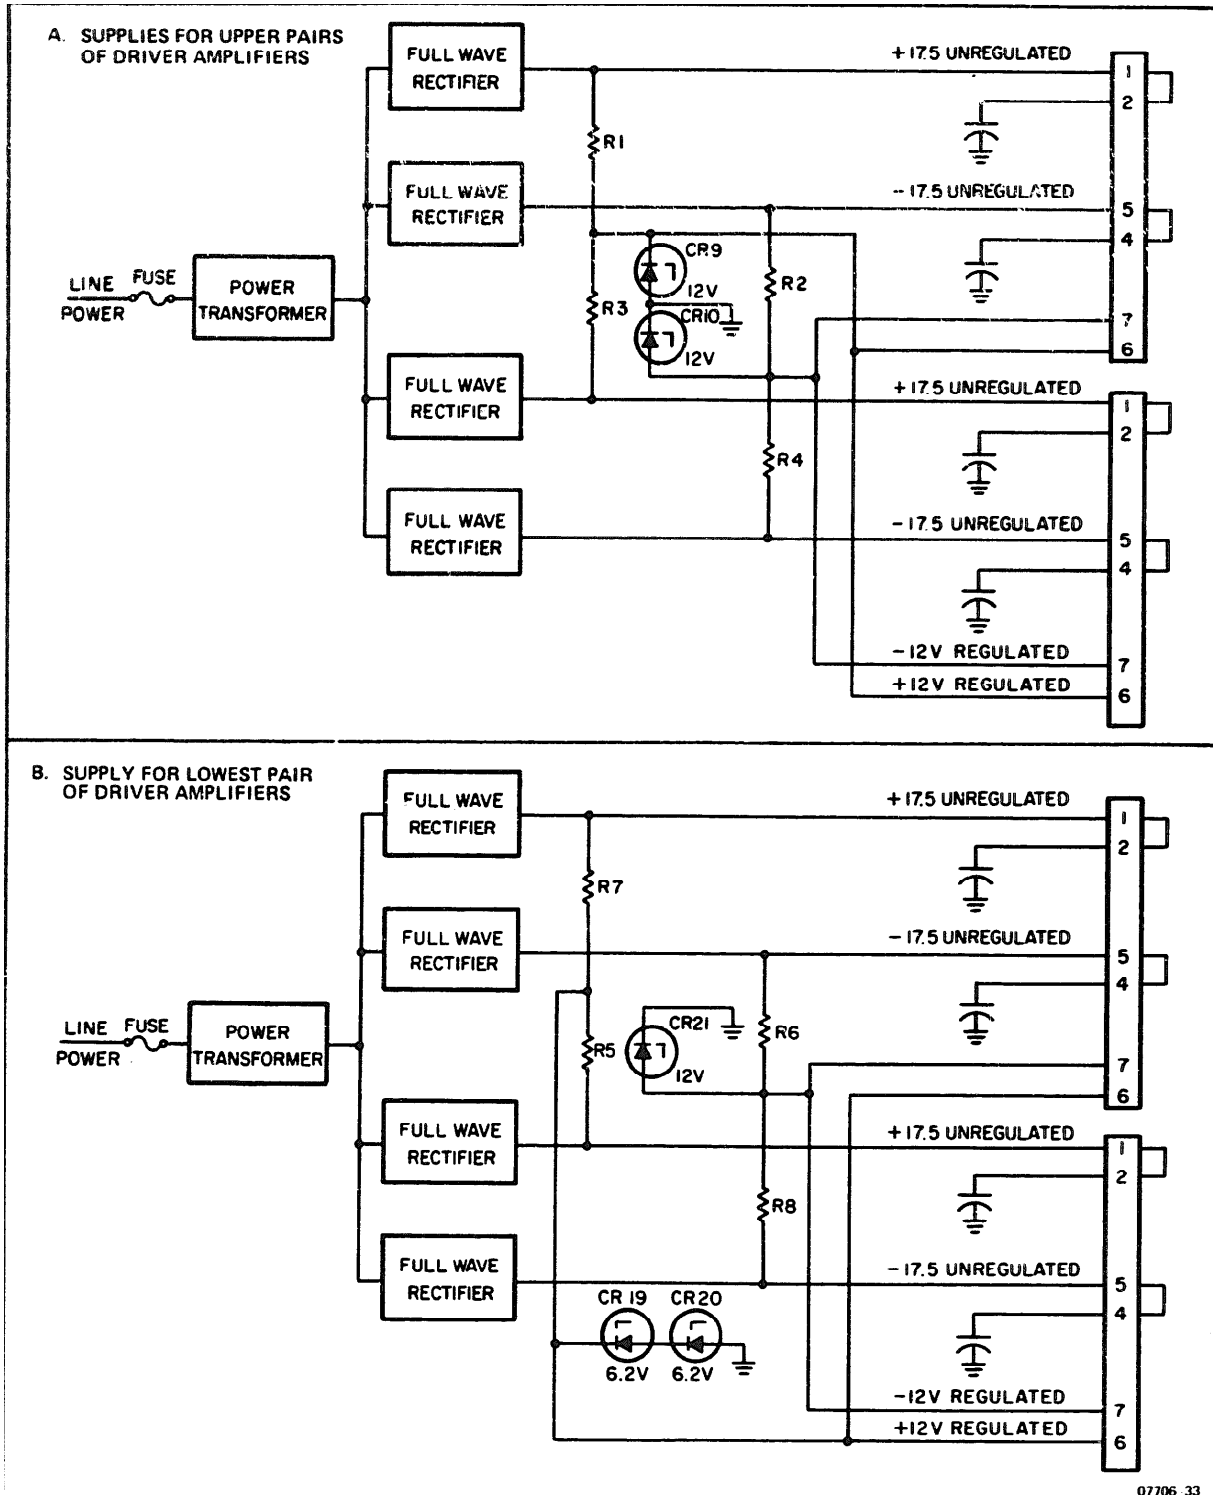 A. SUPPLIES FOR UPPER PAIRS
OF DRIVER AMPLIFIERS
FULL WAVE
RECTIFIER
+17.5 UNREGULATED
1
2
R1
FULL WAVE
RECTIFIER
-17.5 UNREGULATED
5
4
CR9
12V
R2
LINE
POWER
FUSE
POWER
TRANSFORMER
R3
CR10
12V
7
6
FULL WAVE
RECTIFIER
+17.5 UNREGULATED
1
2
R4
FULL WAVE
RECTIFIER
-17.5 UNREGULATED
5
4
-12V REGULATED
7
+12V REGULATED
6
B. SUPPLY FOR LOWEST PAIR
OF DRIVER AMPLIFIERS
FULL WAVE
RECTIFIER
+17.5 UNREGULATED
1
2
R7
FULL WAVE
RECTIFIER
-17.5 UNREGULATED
5
4
LINE
POWER
FUSE
POWER
TRANSFORMER
CR21
12V
R6
R5
7
6
FULL WAVE
RECTIFIER
+17.5 UNREGULATED
1
2
R8
FULL WAVE
RECTIFIER
-17.5 UNREGULATED
5
4
CR 19
CR20
6.2V
6.2V
-12V REGULATED
7
+12V REGULATED
6
07706-33